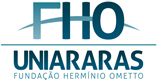 FHO
UNIARARAS
FUNDAÇÃO HERMÍNIO OMETTO